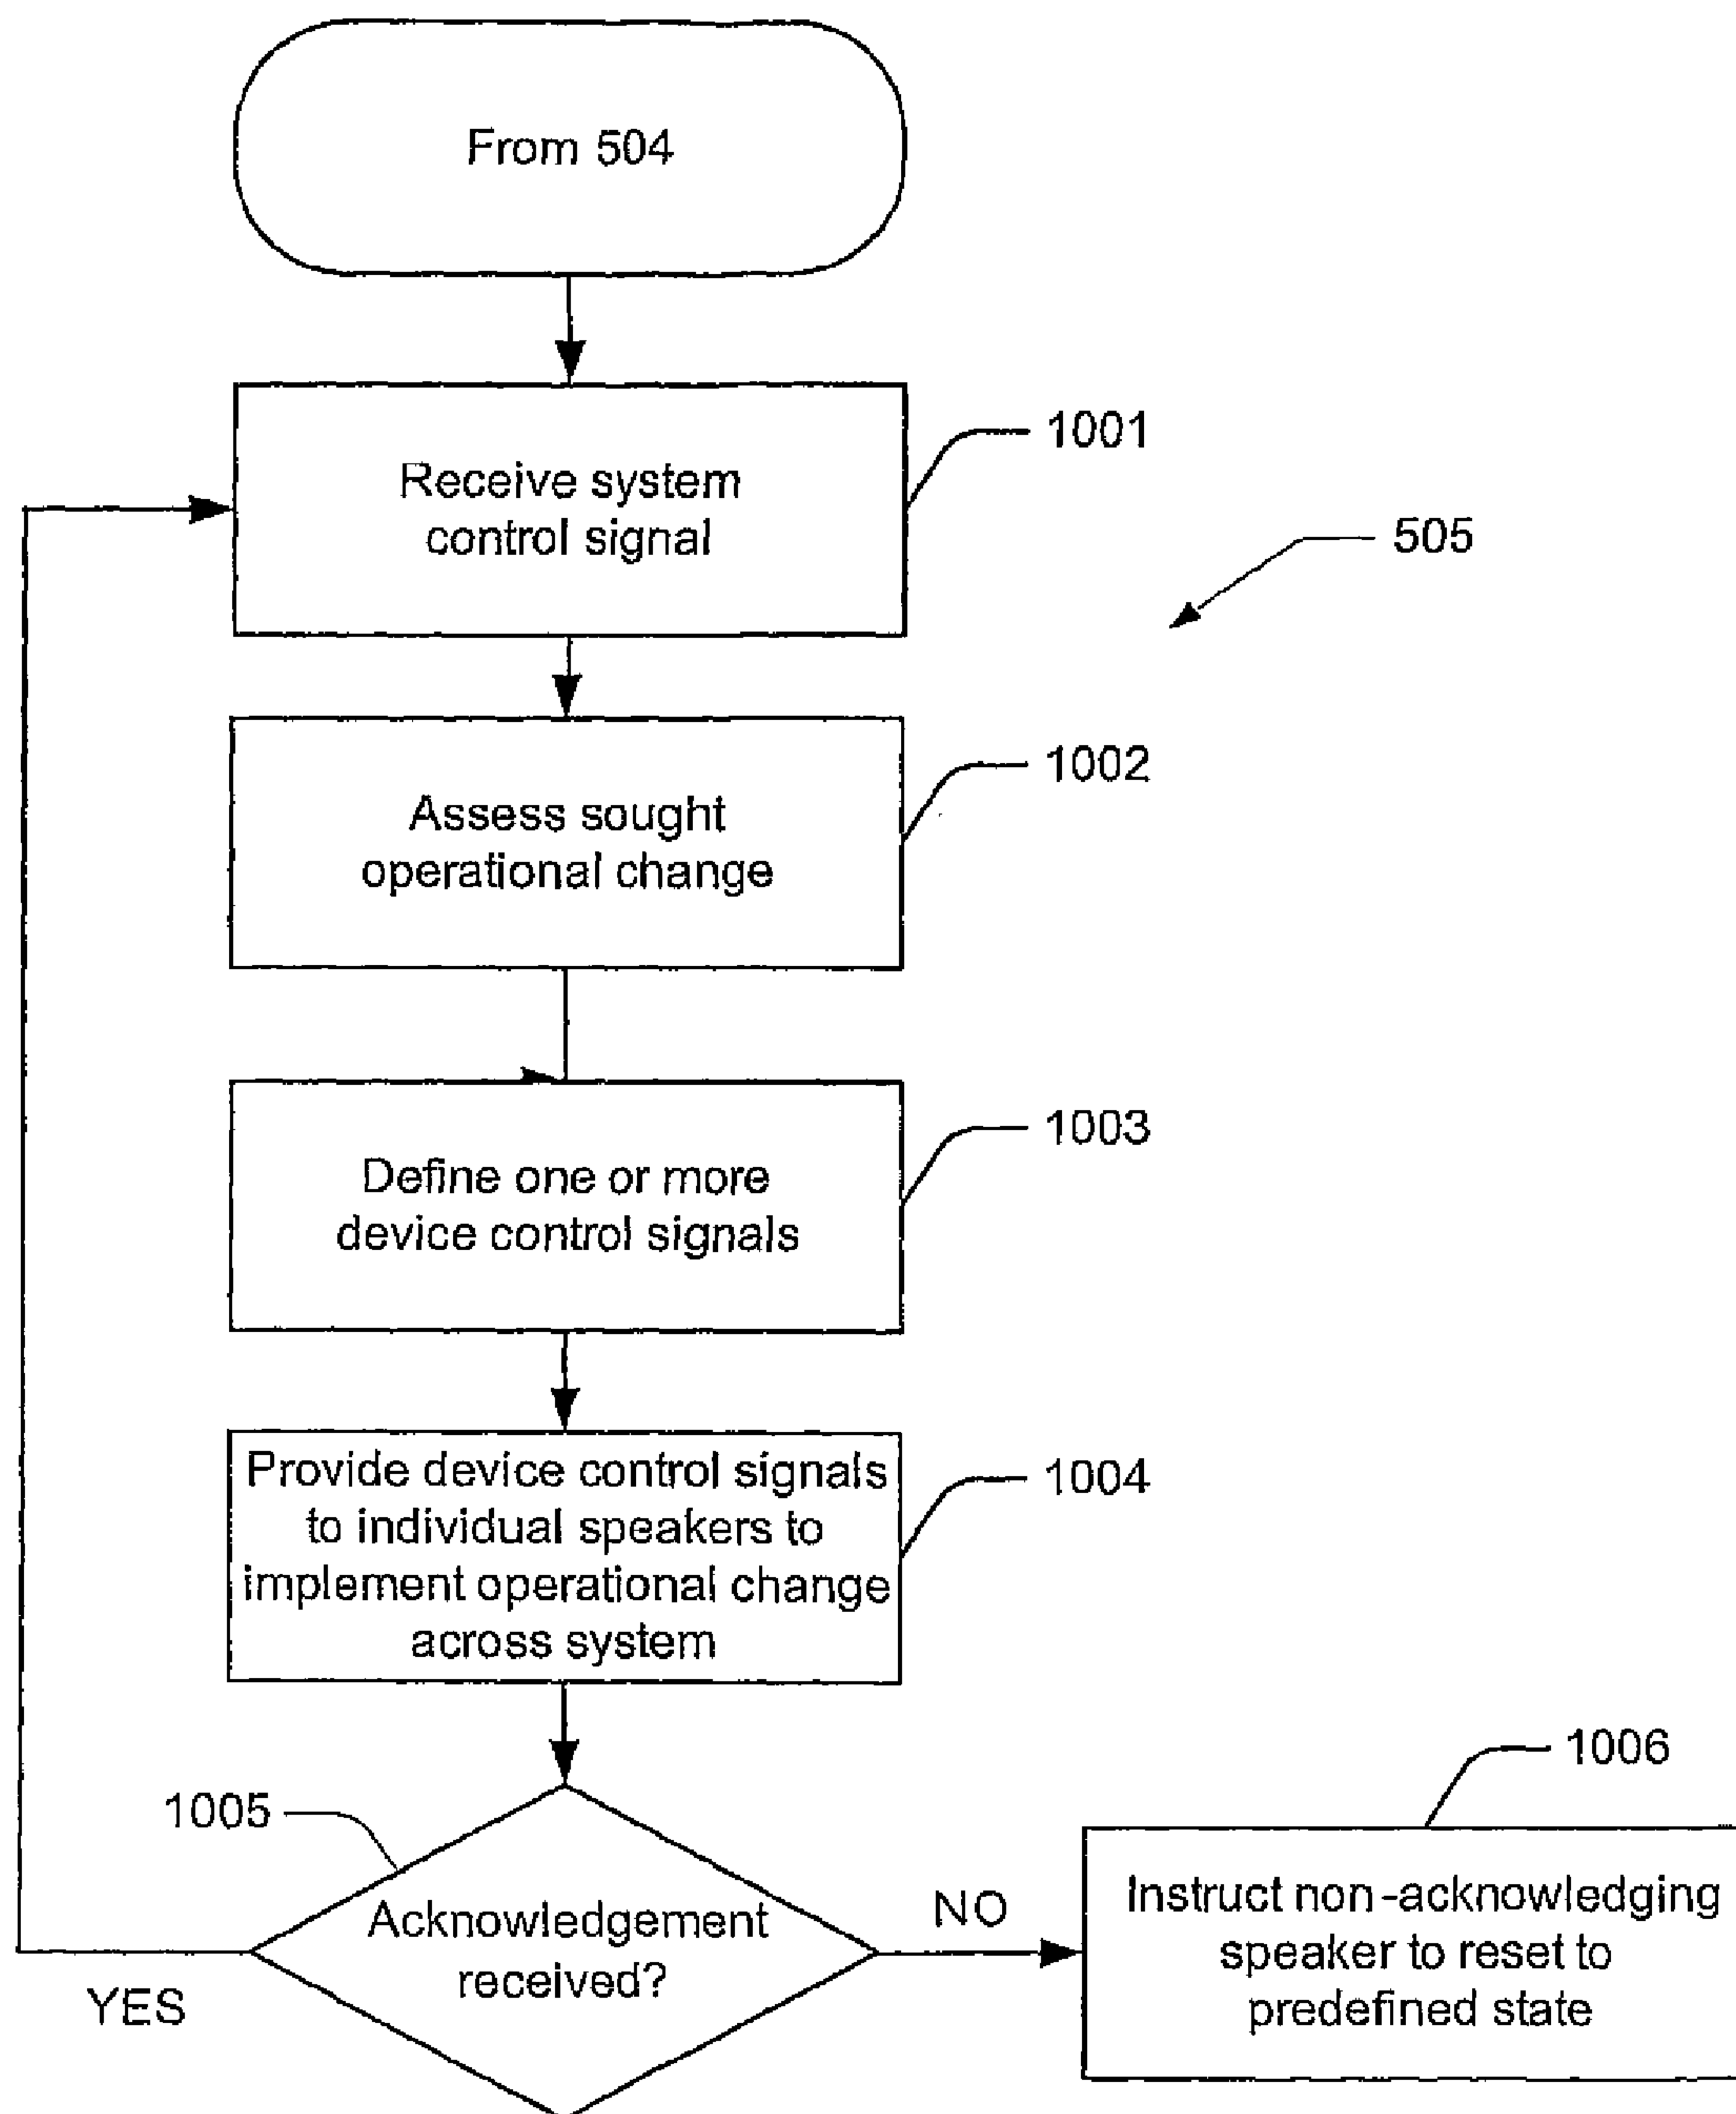 From 504
1001
Receive system
control signal
505
1002
Assess sought
operational change
1003
Define one or more
device control signals
1004
Provide device control signals
to individual speakers to
implement operational change
across system
1005
Acknowledgement
received?
YES
NO
1006
Instruct non-acknowledging
speaker to reset to
predefined state